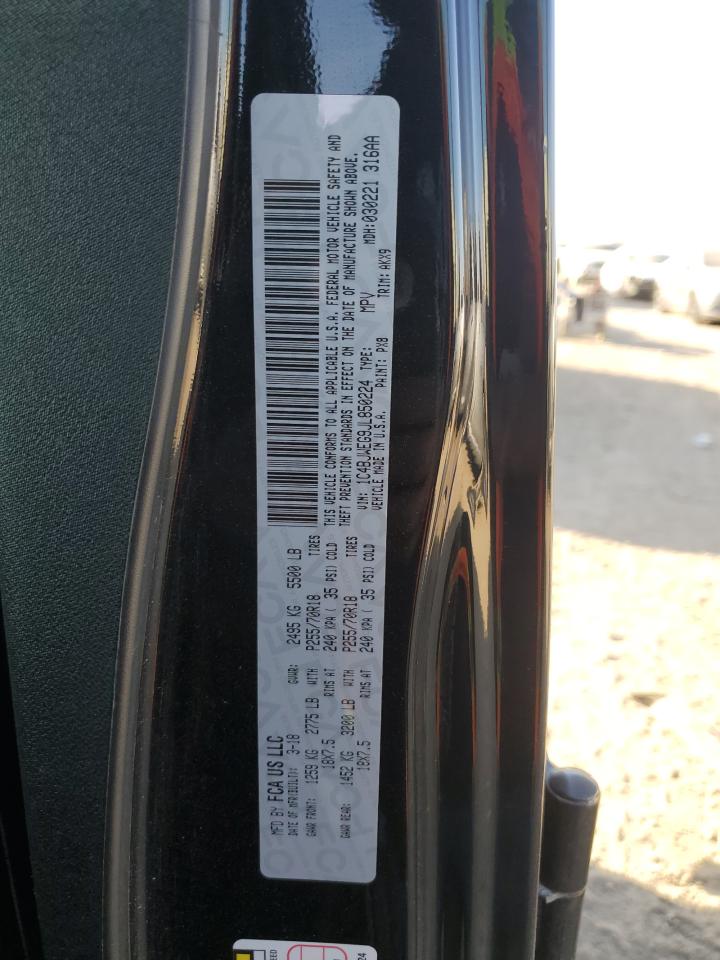 MFD BY FCA US LLC
DATE OF MFR(BUILT): 3-18 GVWR: 2495 KG 5500 LB
GAWR FRONT: 1259 KG 2775 LB WITH P255/70R18 TIRES
18X7.5 RIMS AT 240 KPA ( 35 PSI) COLD
GAWR REAR: 1452 KG 3200 LB WITH P255/70R18 TIRES
18X7.5 RIMS AT 240 KPA ( 35 PSI) COLD
THIS VEHICLE CONFORMS TO ALL APPLICABLE U.S.A. FEDERAL MOTOR VEHICLE SAFETY AND
THEFT PREVENTION STANDARDS IN EFFECT ON THE DATE OF MANUFACTURE SHOWN ABOVE.
VIN: 1C4BJWEG9JL850224 TYPE: MPV MDH:030221 316AA
VEHICLE MADE IN U.S.A. PAINT: PX8 TRIM: AKX9
24